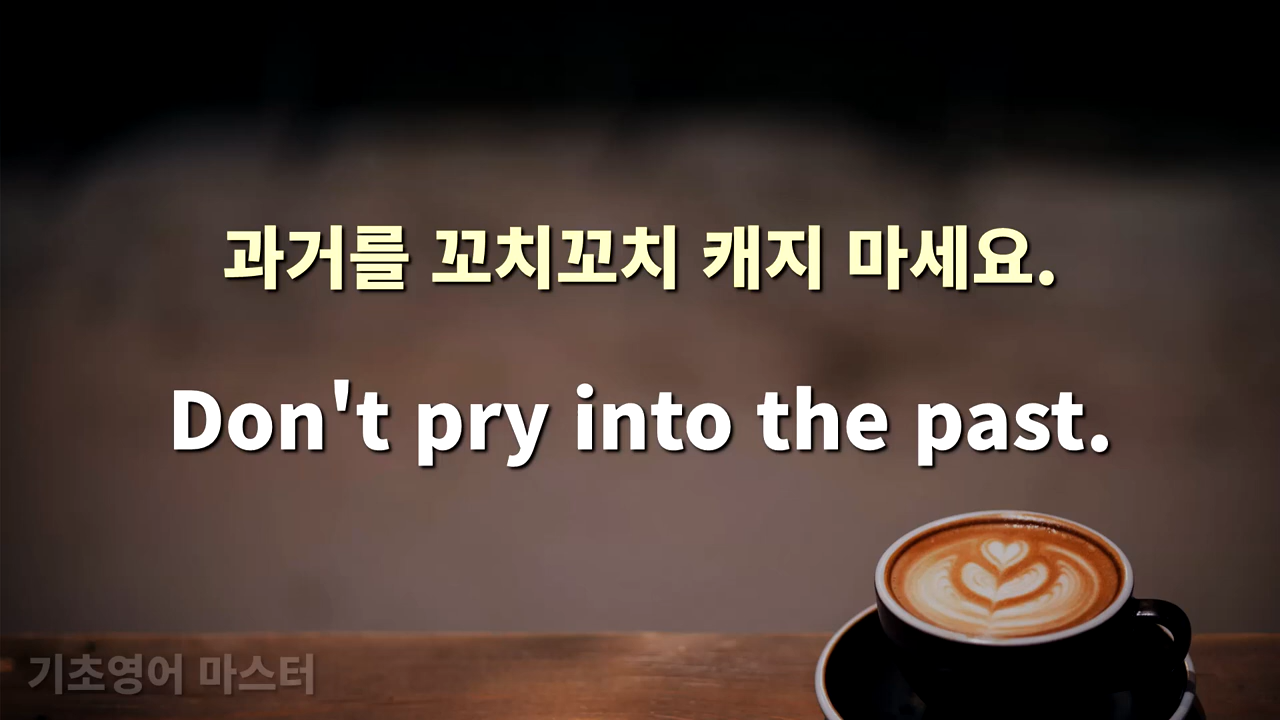 과거를 꼬치꼬치 캐지 마세요.
Don't pry into the past.
기초영어 마스터